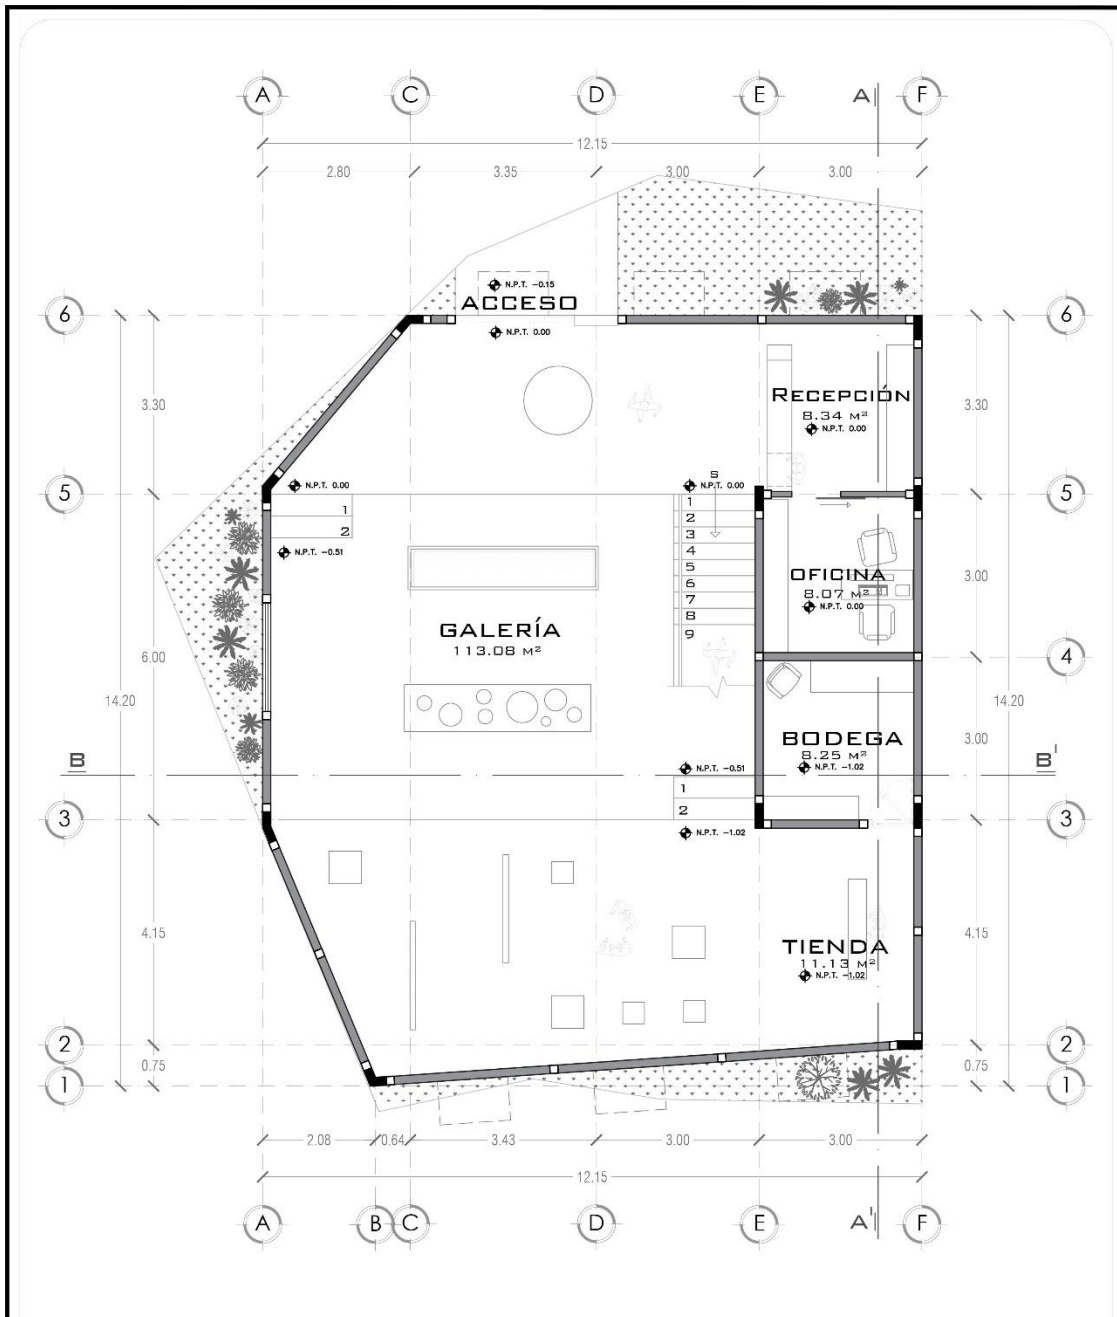 A C D E A| F
12.15
2.80 3.35 3.00 3.00
N.P.T. -0.15
ACCESO
6 6
N.P.T. 0.00
RECEPCIÓN
8.34 M²
N.P.T. 0.00
3.30 3.30
N.P.T. 0.00 N.P.T. 0.00 S
5 5
1 1
2 2
3
N.P.T. -0.51
4
5
6
7
8
9
OFICINA
8.07 M²
N.P.T. 0.00
3.00
GALERÍA
113.08 M²
6.00
4 4
14.20 14.20
BODEGA
8.25 M²
N.P.T. -1.02
3.00
B B'
N.P.T. -0.51
1
2
N.P.T. -1.02
3 3
4.15 4.15
TIENDA
11.13 M²
N.P.T. -1.02
2 2
0.75 0.75
1 1
2.08 0.64 3.43 3.00 3.00
12.15
A B C D E A'| F